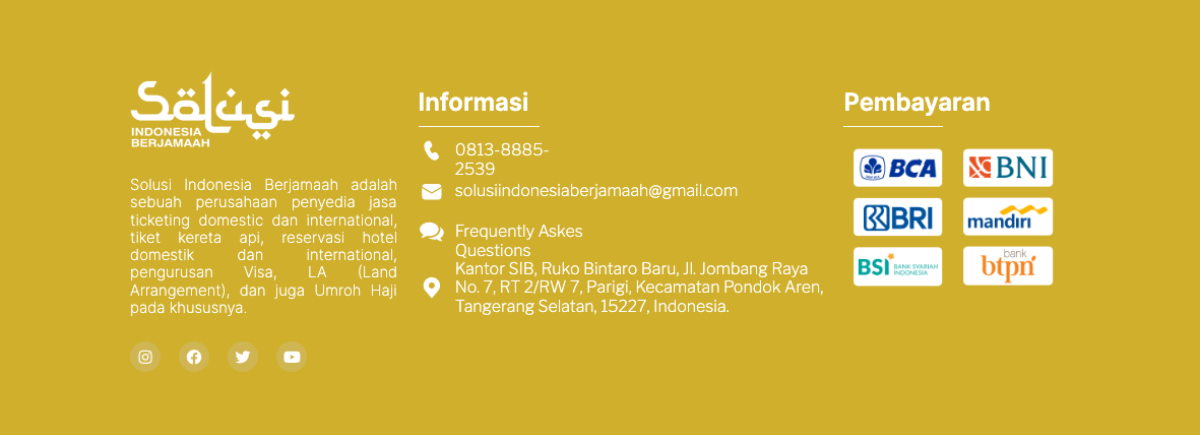 Solusi
INDONESIA
BERJAMAAH
Solusi Indonesia Berjamaah adalah
sebuah perusahaan penyedia jasa
ticketing domestic dan international,
tiket kereta api, reservasi hotel
domestik dan international,
pengurusan Visa, LA (Land
Arrangement), dan juga Umroh Haji
pada khususnya.
Informasi
0813-8885-
2539
solusiindonesiaberjamaah@gmail.com
Frequently Askes
Questions
Kantor SIB, Ruko Bintaro Baru, Jl. Jombang Raya
No. 7, RT 2/RW 7, Parigi, Kecamatan Pondok Aren,
Tangerang Selatan, 15227, Indonesia.
Pembayaran
BCA
BNI
BRI
mandiri
BSI BANK SYARIAH
INDONESIA
bank
btpn